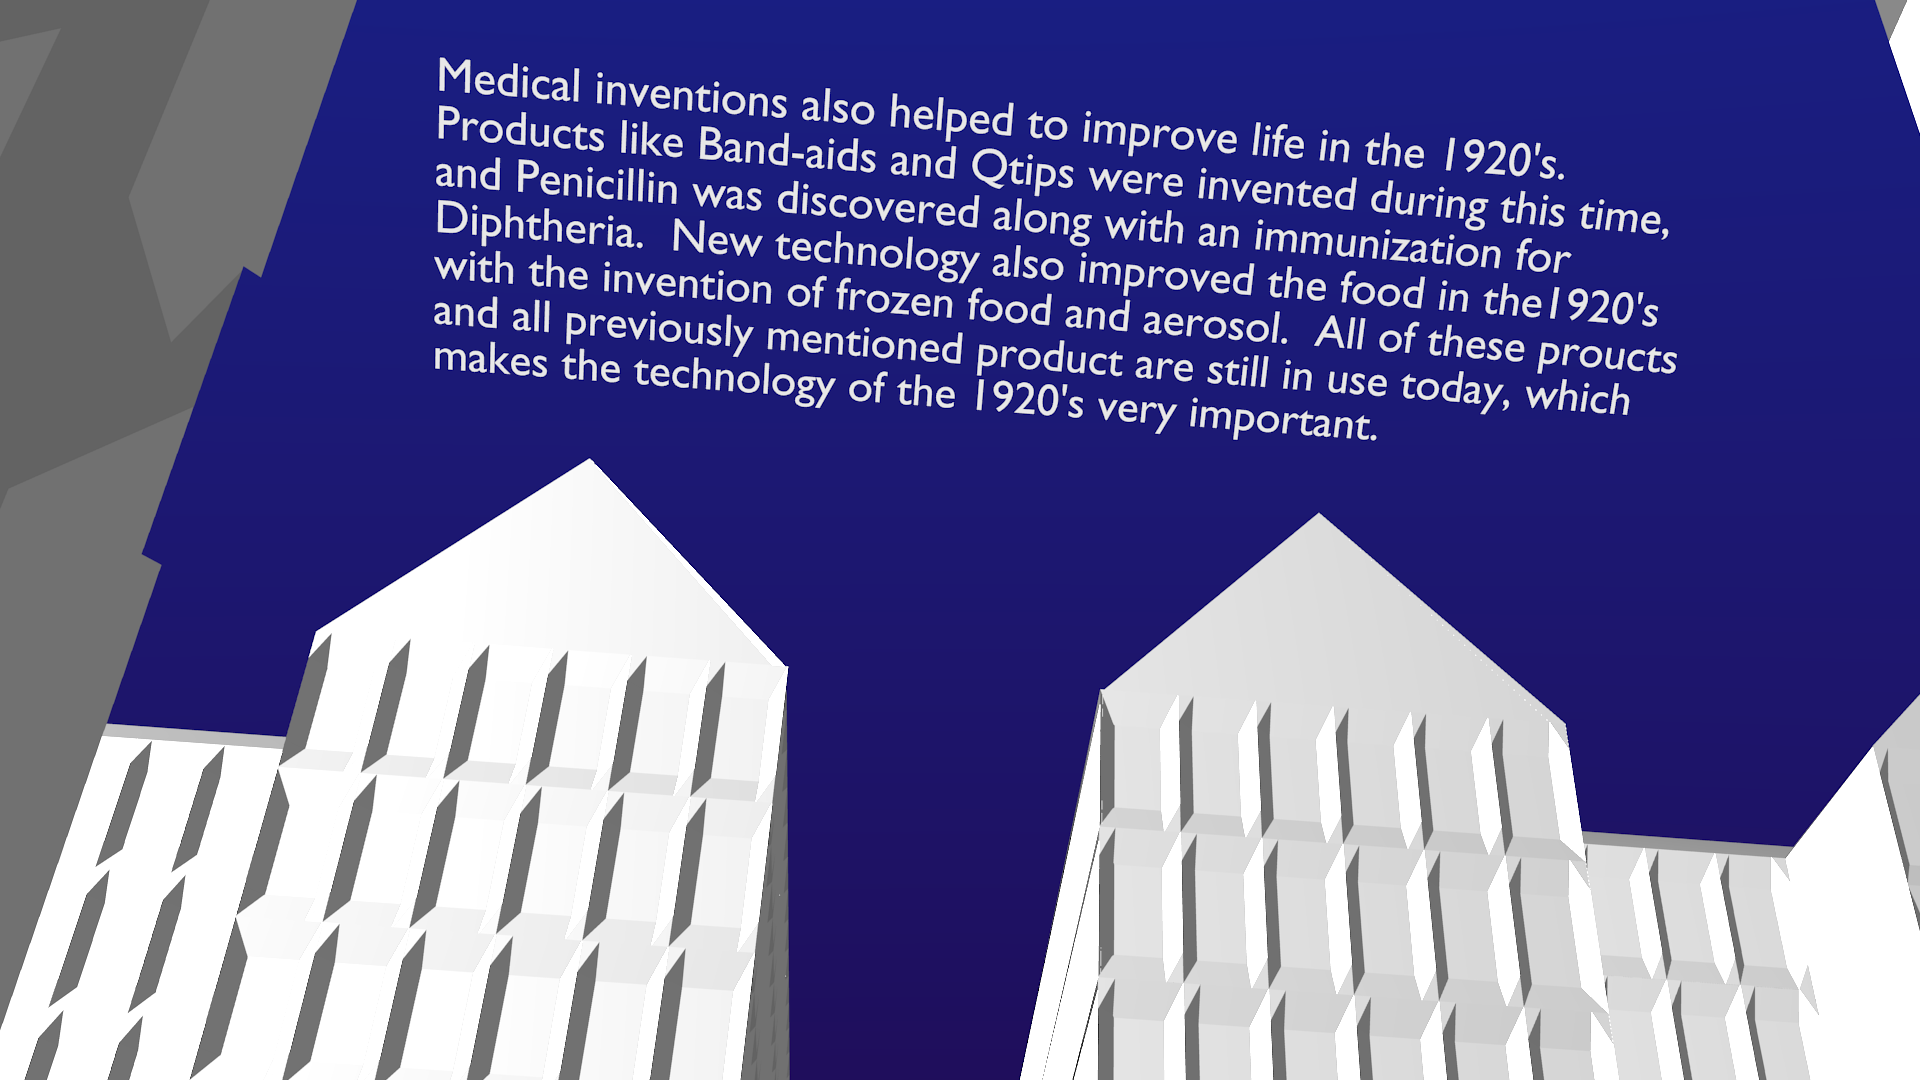 Medical inventions also helped to improve life in the 1920's.
Products like Band-aids and Qtips were invented during this time,
and Penicillin was discovered along with an immunization for
Diphtheria.  New technology also improved the food in the1920's
with the invention of frozen food and aerosol.  All of these proucts
and all previously mentioned product are still in use today, which
makes the technology of the 1920's very important.